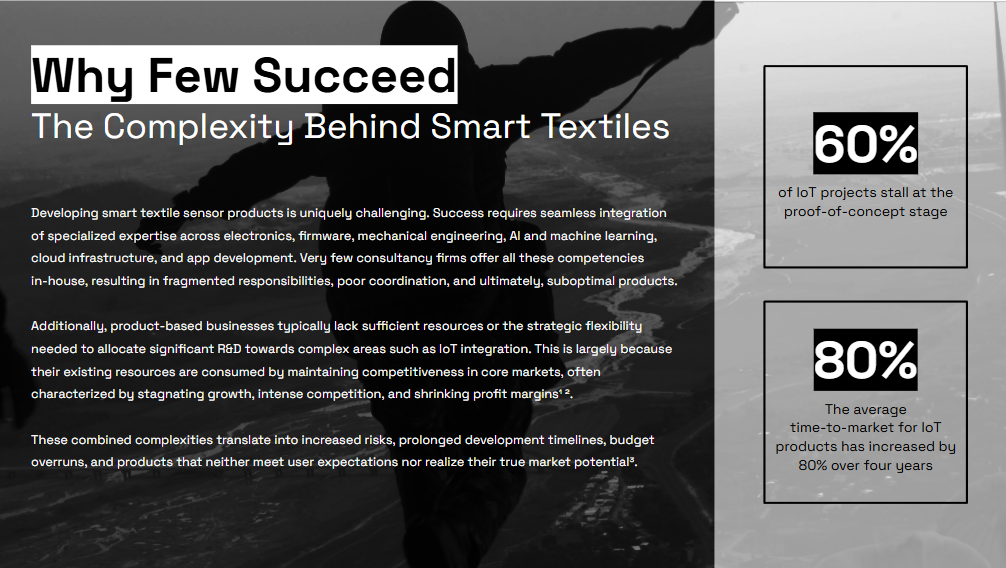 Why Few Succeed
The Complexity Behind Smart Textiles
Developing smart textile sensor products is uniquely challenging. Success requires seamless integration
of specialized expertise across electronics, firmware, mechanical engineering, AI and machine learning,
cloud infrastructure, and app development. Very few consultancy firms offer all these competencies
in-house, resulting in fragmented responsibilities, poor coordination, and ultimately, suboptimal products.
Additionally, product-based businesses typically lack sufficient resources or the strategic flexibility
needed to allocate significant R&D towards complex areas such as IoT integration. This is largely because
their existing resources are consumed by maintaining competitiveness in core markets, often
characterized by stagnating growth, intense competition, and shrinking profit margins¹ ².
These combined complexities translate into increased risks, prolonged development timelines, budget
overruns, and products that neither meet user expectations nor realize their true market potential³.
60%
of IoT projects stall at the
proof-of-concept stage
80%
The average
time-to-market for IoT
products has increased by
80% over four years